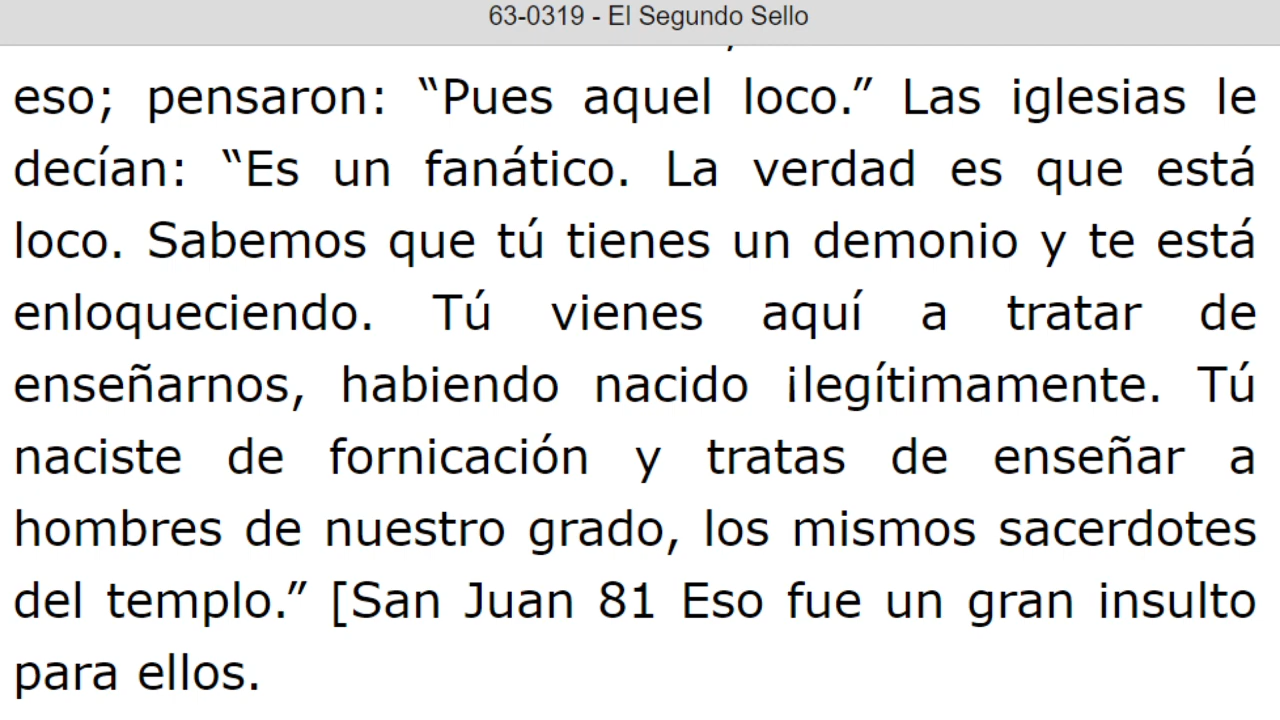 63-0319 - El Segundo Sello
eso; pensaron: “Pues aquel loco.” Las iglesias le
decían: “Es un fanático. La verdad es que está
loco. Sabemos que tú tienes un demonio y te está
enloqueciendo. Tú vienes aquí a tratar de
enseñarnos, habiendo nacido ¡legítimamente. Tú
naciste de fornicación y tratas de enseñar a
hombres de nuestro grado, los mismos sacerdotes
del templo.” [San Juan 81 Eso fue un gran insulto
para ellos.